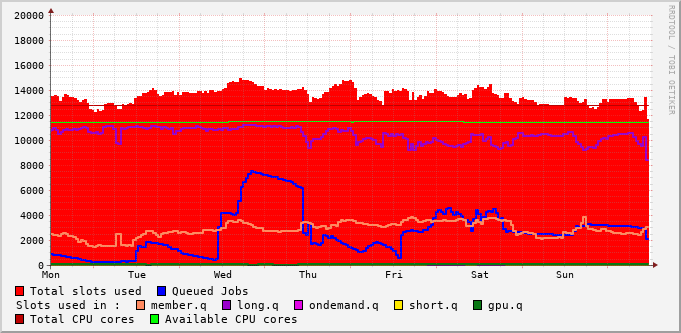 20000
18000
16000
14000
12000
10000
8000
6000
4000
2000
0
Mon Tue Wed Thu Fri Sat Sun
Total slots used Queued Jobs
Slots used in : member.q long.q ondemand.q short.q gpu.q
Total CPU cores Available CPU cores
RRDTOOL / TOBI OETIKER